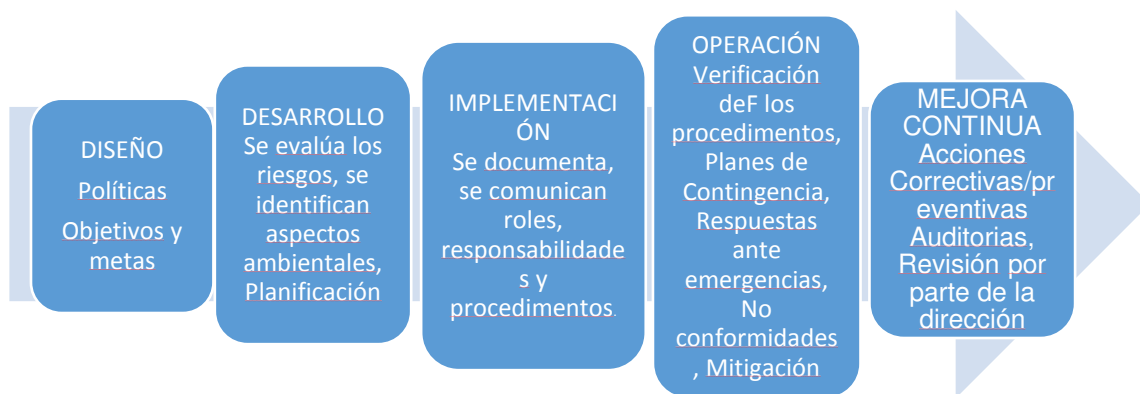 DISEÑO
Políticas
Objetivos y
metas
DESARROLLO
Se evalúa los
riesgos, se
identifican
aspectos
ambientales,
Planificación
IMPLEMENTACI
ÓN
Se documenta,
se comunican
roles,
responsabilidade
s y
procedimentos.
OPERACIÓN
Verificación
deF los
procedimentos,
Planes de
Contingencia,
Respuestas
ante
emergencias,
No
conformidades
, Mitigación
MEJORA
CONTINUA
Acciones
Correctivas/pr
eventivas
Auditorias,
Revisión por
parte de la
dirección